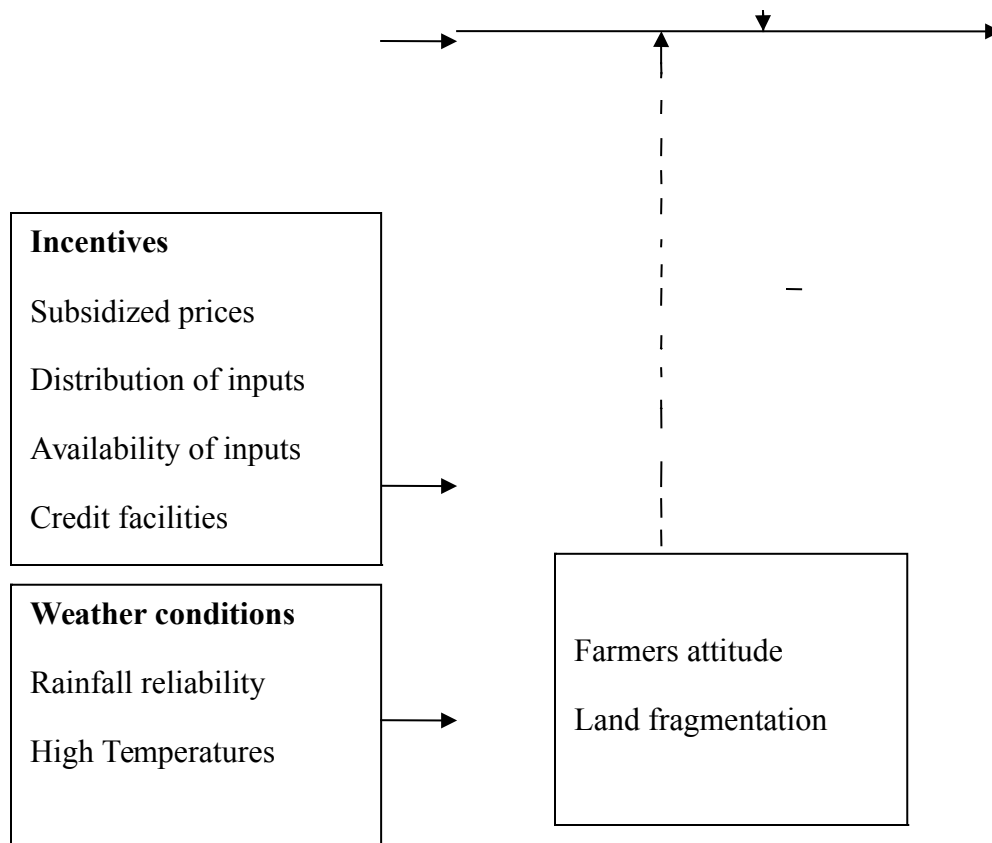 Incentives
Subsidized prices
Distribution of inputs
Availability of inputs
Credit facilities
Weather conditions
Rainfall reliability
High Temperatures
Farmers attitude
Land fragmentation